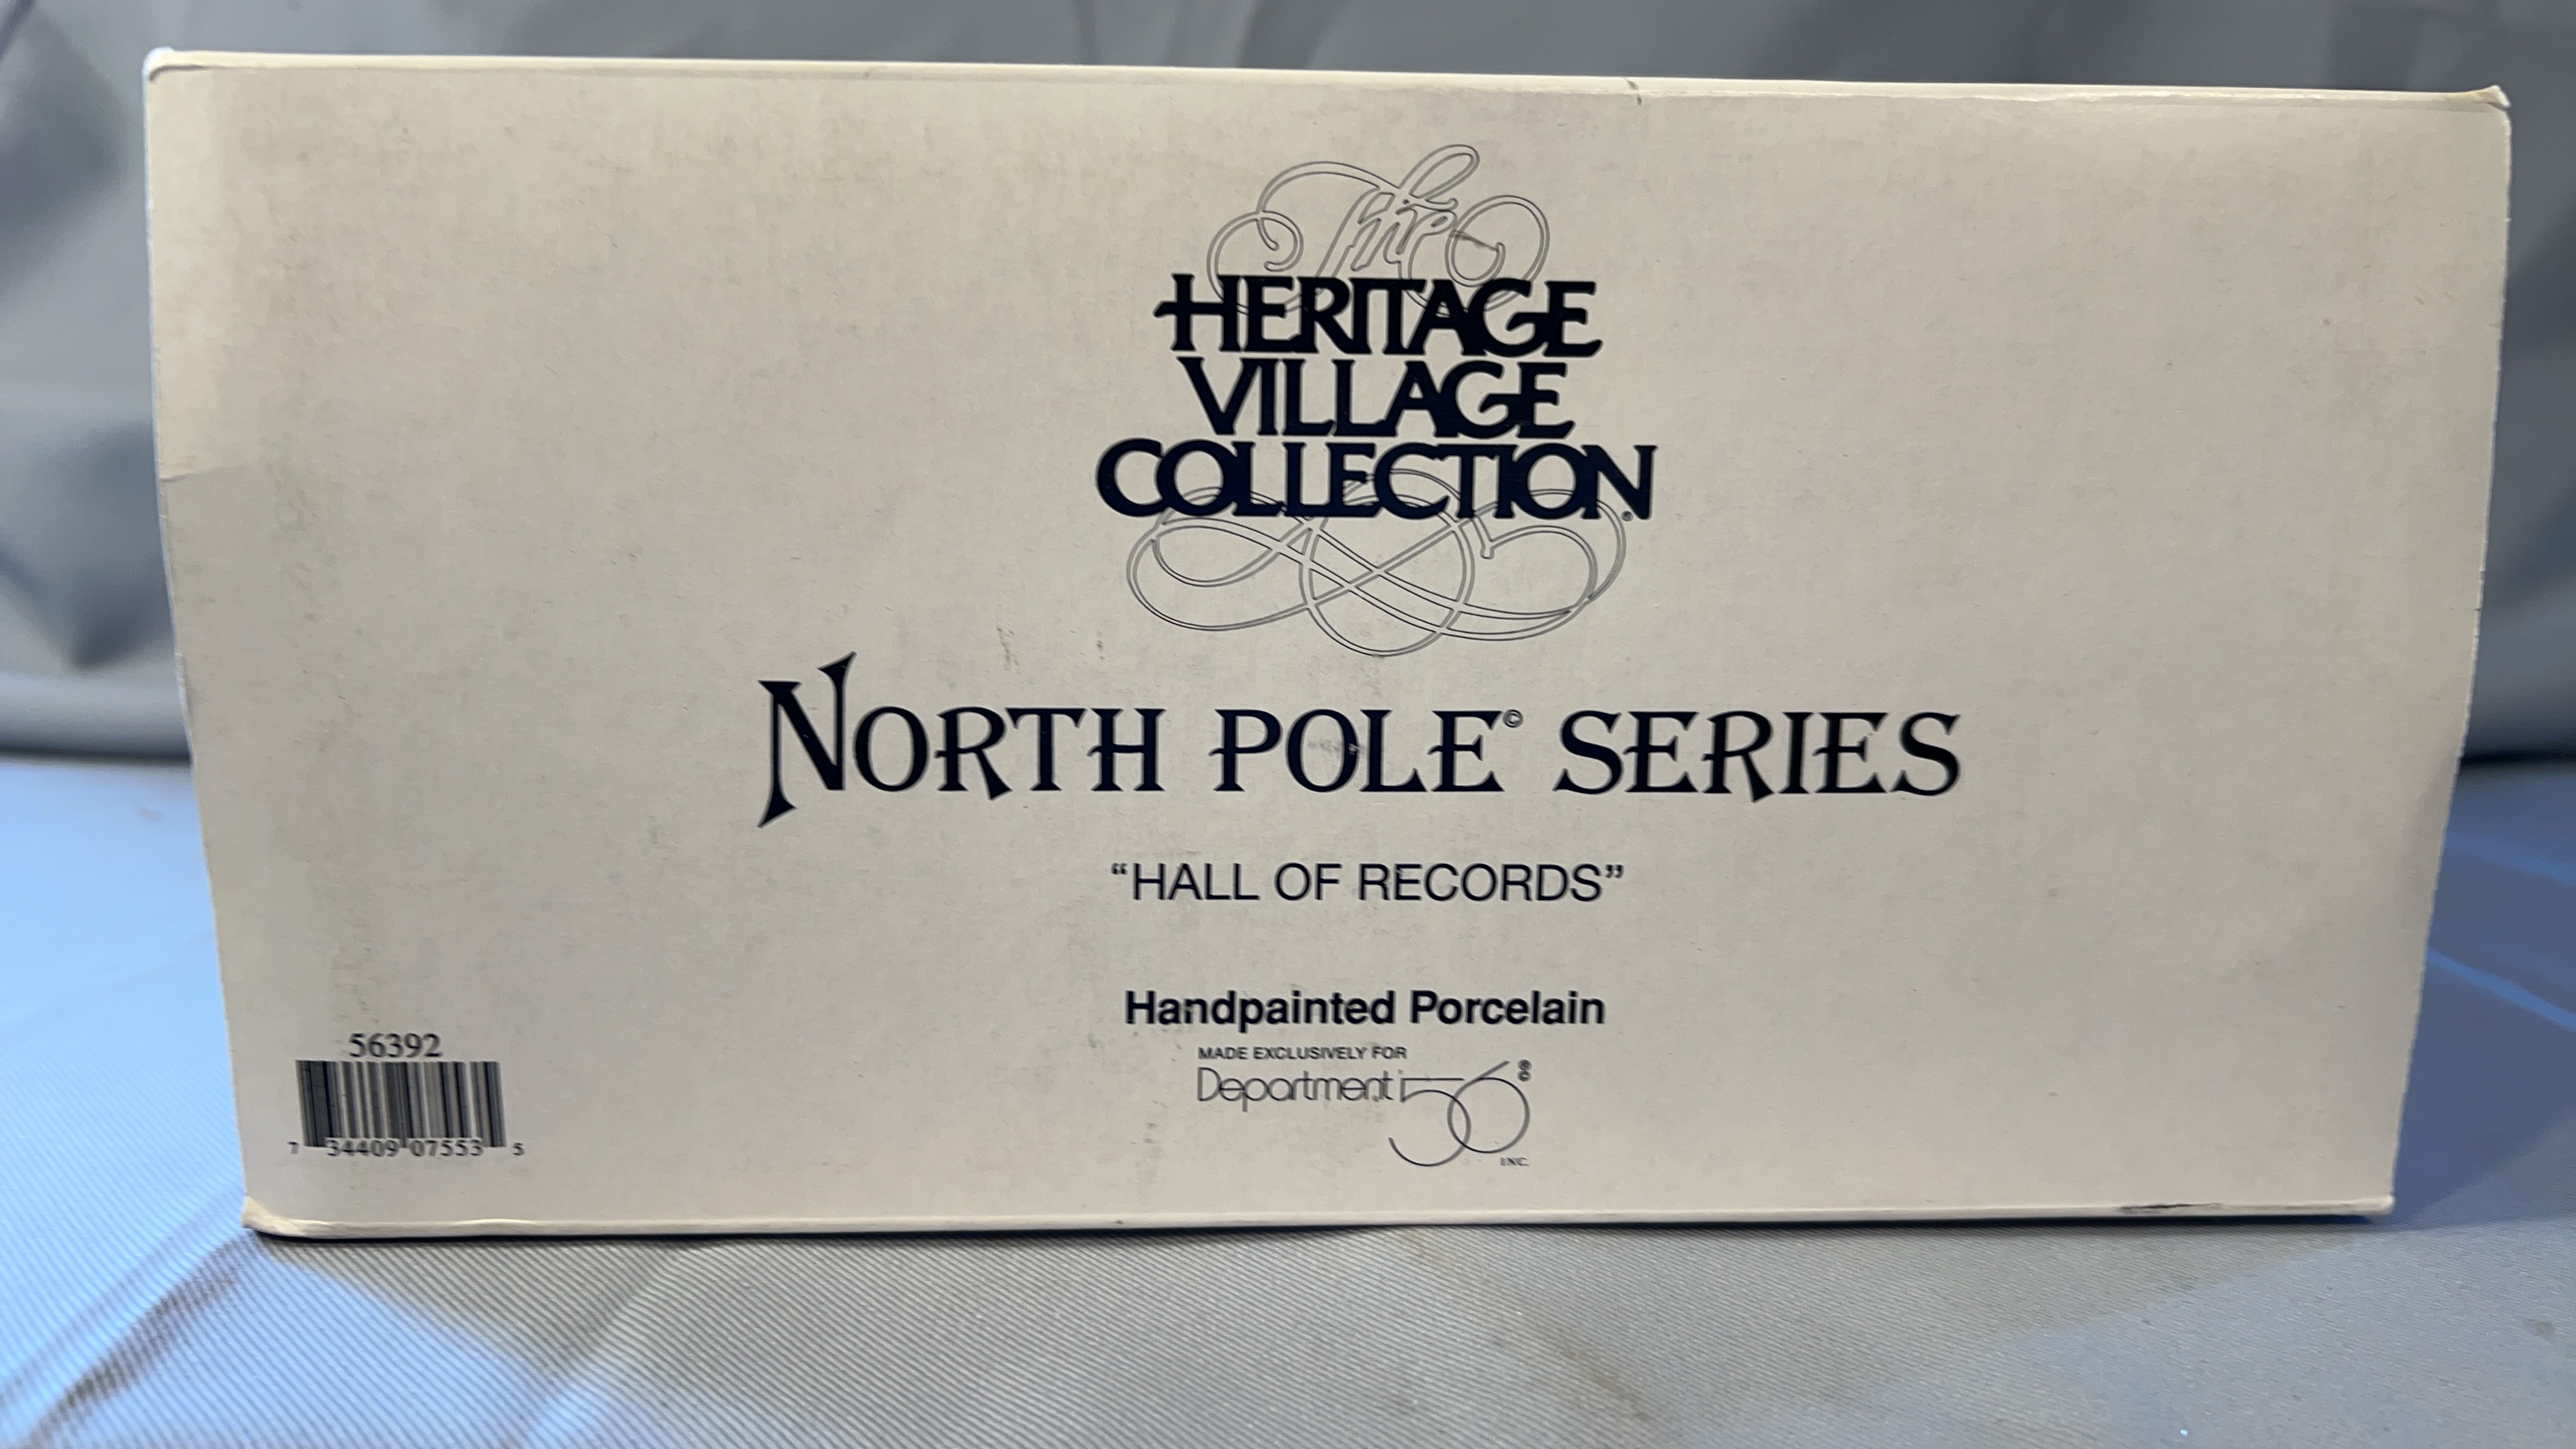 The
HERITAGE
VILLAGE
COLLECTION®
NORTH POLE© SERIES
“HALL OF RECORDS”
Handpainted Porcelain
MADE EXCLUSIVELY FOR
Department 56®©
INC.
56392
7 34409 07553 5